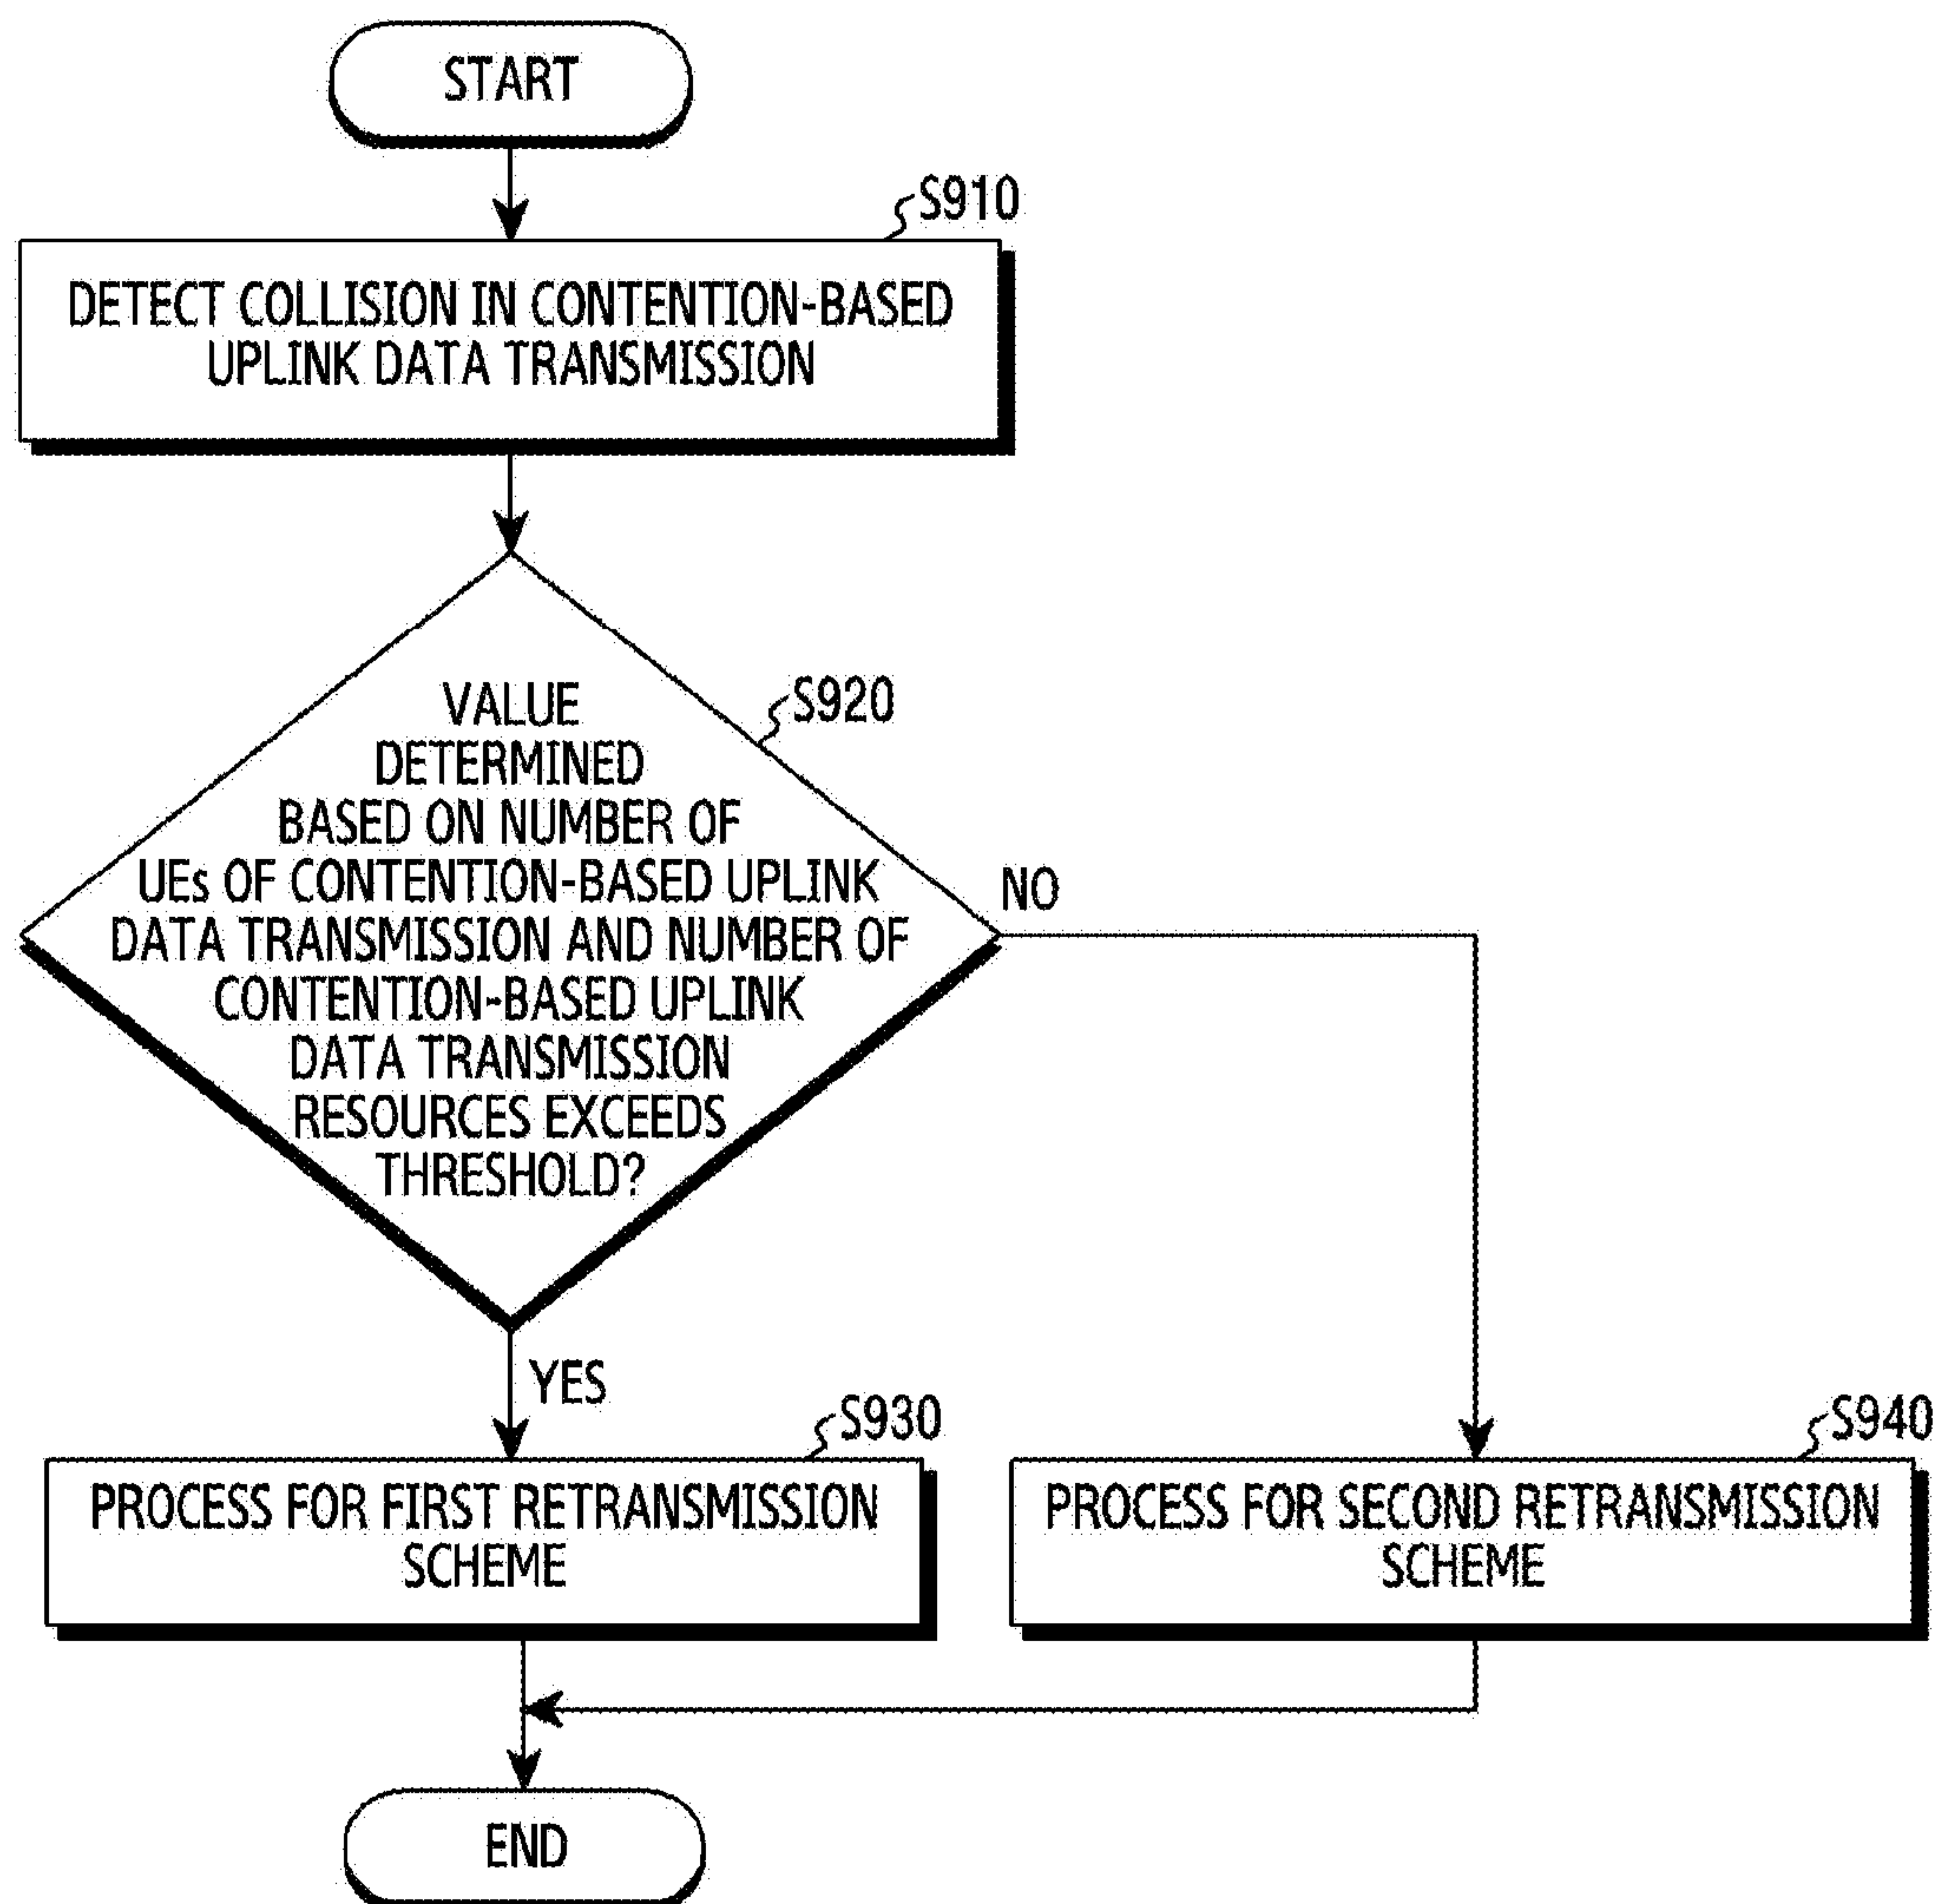 START
S910
DETECT COLLISION IN CONTENTION-BASED
UPLINK DATA TRANSMISSION
S920
VALUE
DETERMINED
BASED ON NUMBER OF
UEs OF CONTENTION-BASED UPLINK
DATA TRANSMISSION AND NUMBER OF
CONTENTION-BASED UPLINK
DATA TRANSMISSION
RESOURCES EXCEEDS
THRESHOLD?
NO
YES
S930
PROCESS FOR FIRST RETRANSMISSION
SCHEME
S940
PROCESS FOR SECOND RETRANSMISSION
SCHEME
END